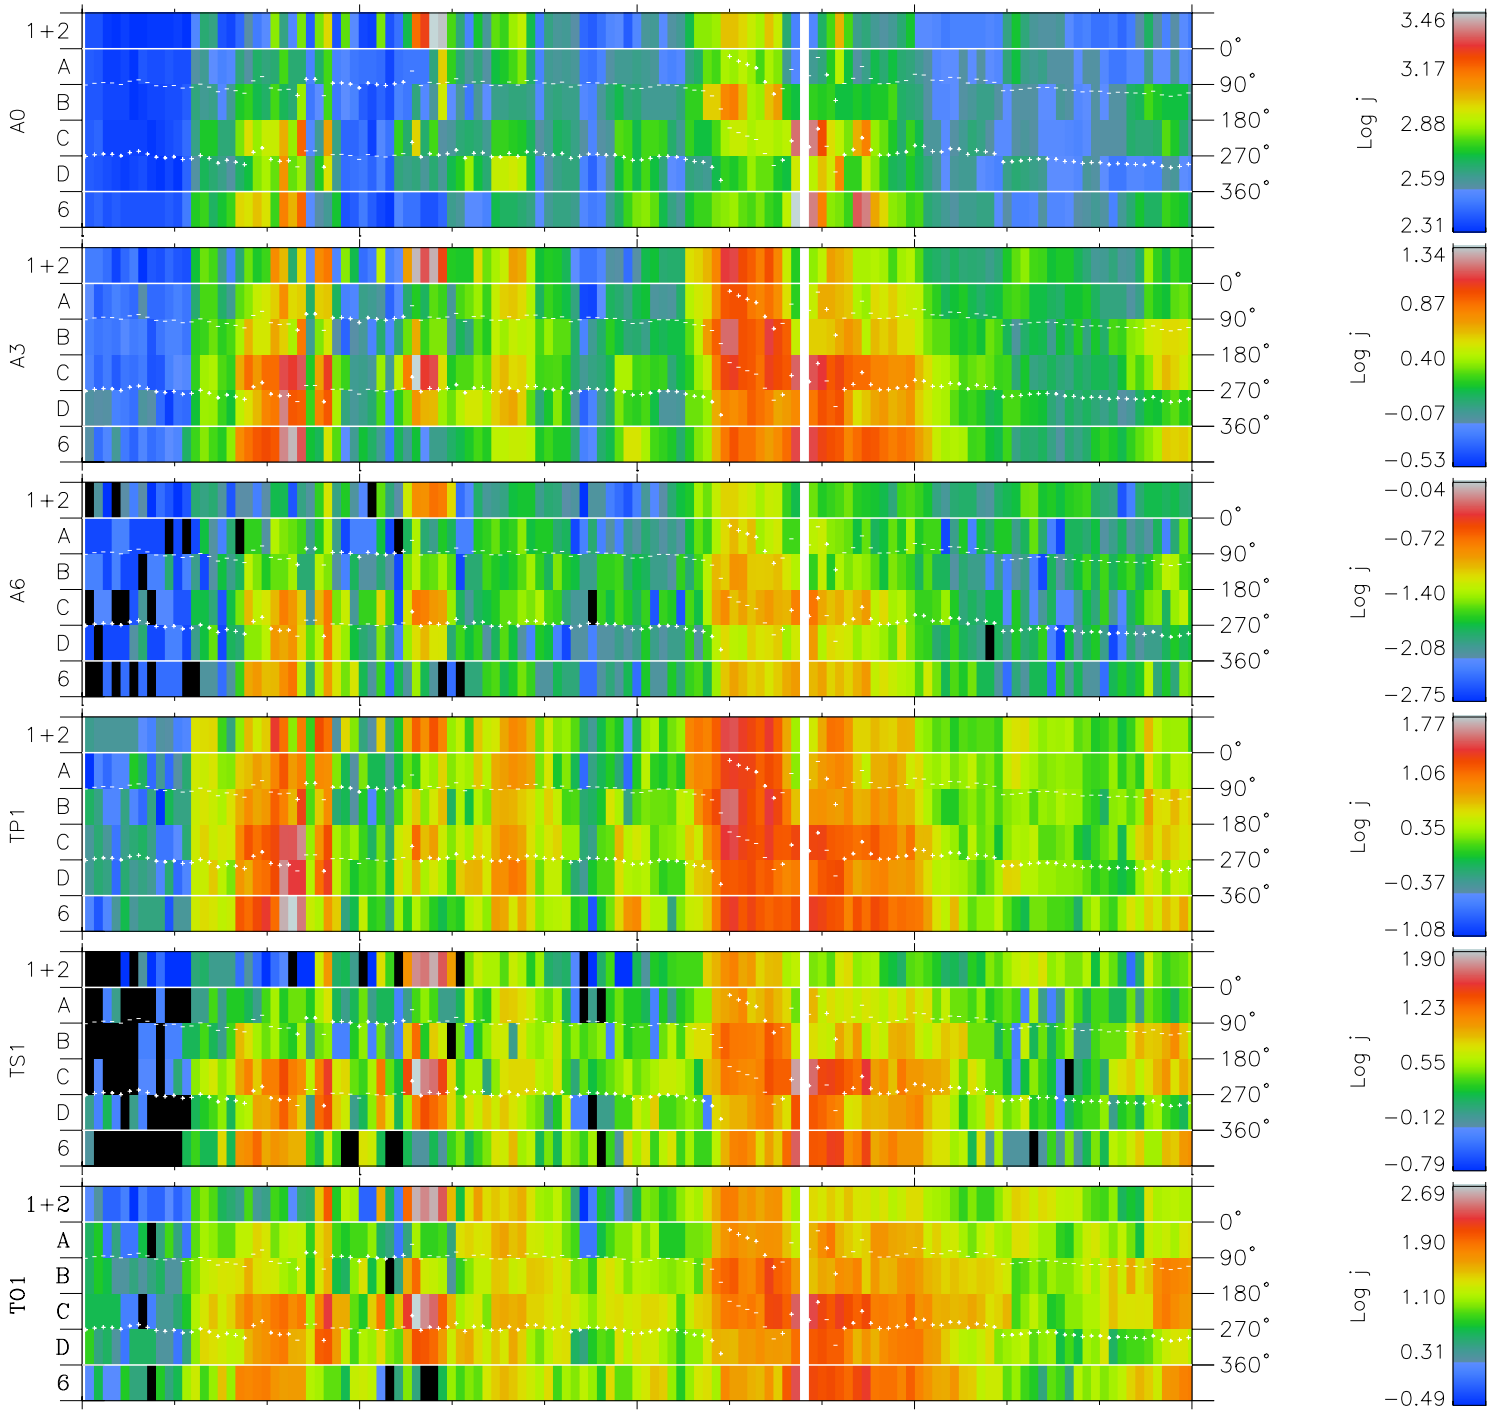 A0
1+2
A
B
C
D
6
0°
90°
180°
270°
360°
3.46
3.17
2.88
2.59
2.31
Log j
A3
1+2
A
B
C
D
6
0°
90°
180°
270°
360°
1.34
0.87
0.40
−0.07
−0.53
Log j
A6
1+2
A
B
C
D
6
0°
90°
180°
270°
360°
−0.04
−0.72
−1.40
−2.08
−2.75
Log j
TP1
1+2
A
B
C
D
6
0°
90°
180°
270°
360°
1.77
1.06
0.35
−0.37
−1.08
Log j
TS1
1+2
A
B
C
D
6
0°
90°
180°
270°
360°
1.90
1.23
0.55
−0.12
−0.79
Log j
TO1
1+2
A
B
C
D
6
0°
90°
180°
270°
360°
2.69
1.90
1.10
0.31
−0.49
Log j